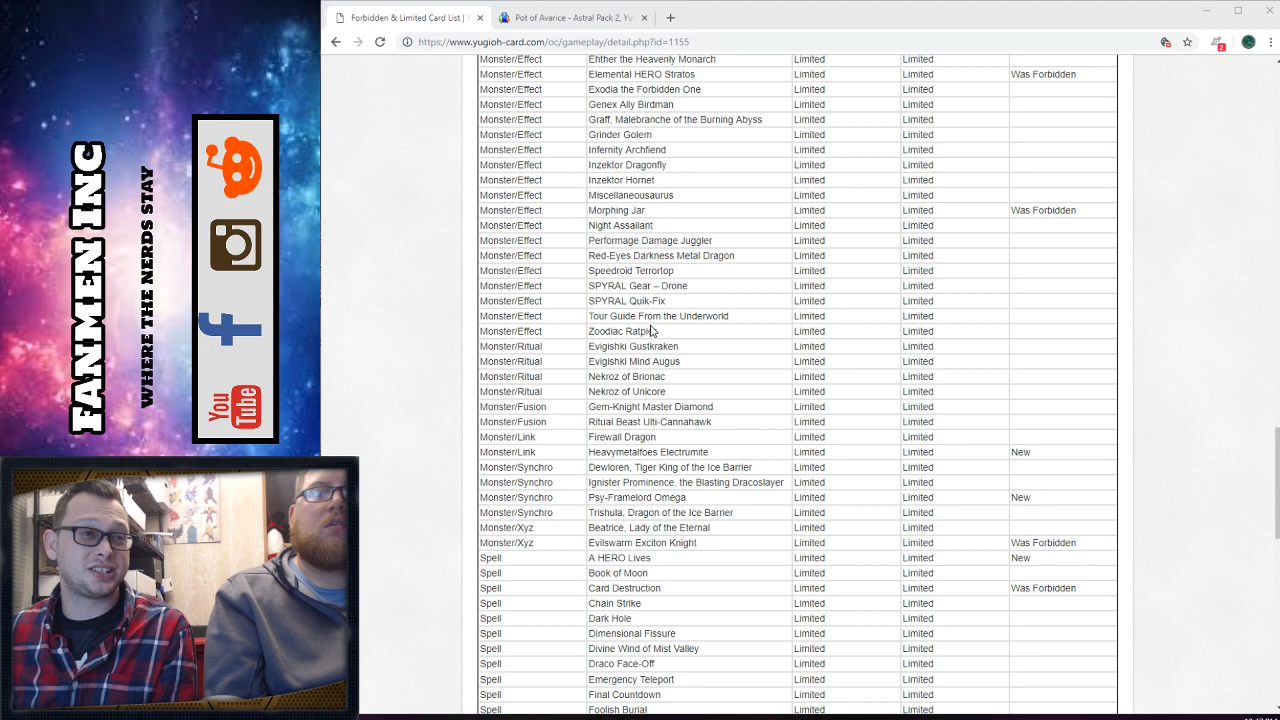 Forbidden & Limited Card List | Y
Pot of Avarice - Astral Pack 2, Yu
https://www.yugioh-card.com/oc/gameplay/detail.php?id=1155
2
FANMEN INC
WHERE THE NERDS STAY
You Tube
Monster/Effect Ehther the Heavenly Monarch Limited Limited
Monster/Effect Elemental HERO Stratos Limited Limited Was Forbidden
Monster/Effect Exodia the Forbidden One Limited Limited
Monster/Effect Genex Ally Birdman Limited Limited
Monster/Effect Graff, Malebranche of the Burning Abyss Limited Limited
Monster/Effect Grinder Golem Limited Limited
Monster/Effect Infernity Archfiend Limited Limited
Monster/Effect Inzektor Dragonfly Limited Limited
Monster/Effect Inzektor Hornet Limited Limited
Monster/Effect Miscellaneousaurus Limited Limited
Monster/Effect Morphing Jar Limited Limited Was Forbidden
Monster/Effect Night Assailant Limited Limited
Monster/Effect Performage Damage Juggler Limited Limited
Monster/Effect Red-Eyes Darkness Metal Dragon Limited Limited
Monster/Effect Speedroid Terrortop Limited Limited
Monster/Effect SPYRAL Gear – Drone Limited Limited
Monster/Effect SPYRAL Quik-Fix Limited Limited
Monster/Effect Tour Guide From the Underworld Limited Limited
Monster/Effect Zoodiac Ratpier Limited Limited
Monster/Ritual Evigishki Gustkraken Limited Limited
Monster/Ritual Evigishki Mind Augus Limited Limited
Monster/Ritual Nekroz of Brionac Limited Limited
Monster/Ritual Nekroz of Unicore Limited Limited
Monster/Fusion Gem-Knight Master Diamond Limited Limited
Monster/Fusion Ritual Beast Ulti-Cannahawk Limited Limited
Monster/Link Firewall Dragon Limited Limited
Monster/Link Heavymetalfoes Electrumite Limited Limited New
Monster/Synchro Dewloren, Tiger King of the Ice Barrier Limited Limited
Monster/Synchro Ignister Prominence, the Blasting Dracoslayer Limited Limited
Monster/Synchro Psy-Framelord Omega Limited Limited New
Monster/Synchro Trishula, Dragon of the Ice Barrier Limited Limited
Monster/Xyz Beatrice, Lady of the Eternal Limited Limited
Monster/Xyz Evilswarm Exciton Knight Limited Limited Was Forbidden
Spell A HERO Lives Limited Limited New
Spell Book of Moon Limited Limited
Spell Card Destruction Limited Limited Was Forbidden
Spell Chain Strike Limited Limited
Spell Dark Hole Limited Limited
Spell Dimensional Fissure Limited Limited
Spell Divine Wind of Mist Valley Limited Limited
Spell Draco Face-Off Limited Limited
Spell Emergency Teleport Limited Limited
Spell Final Countdown Limited Limited
Spell Foolish Burial Limited Limited